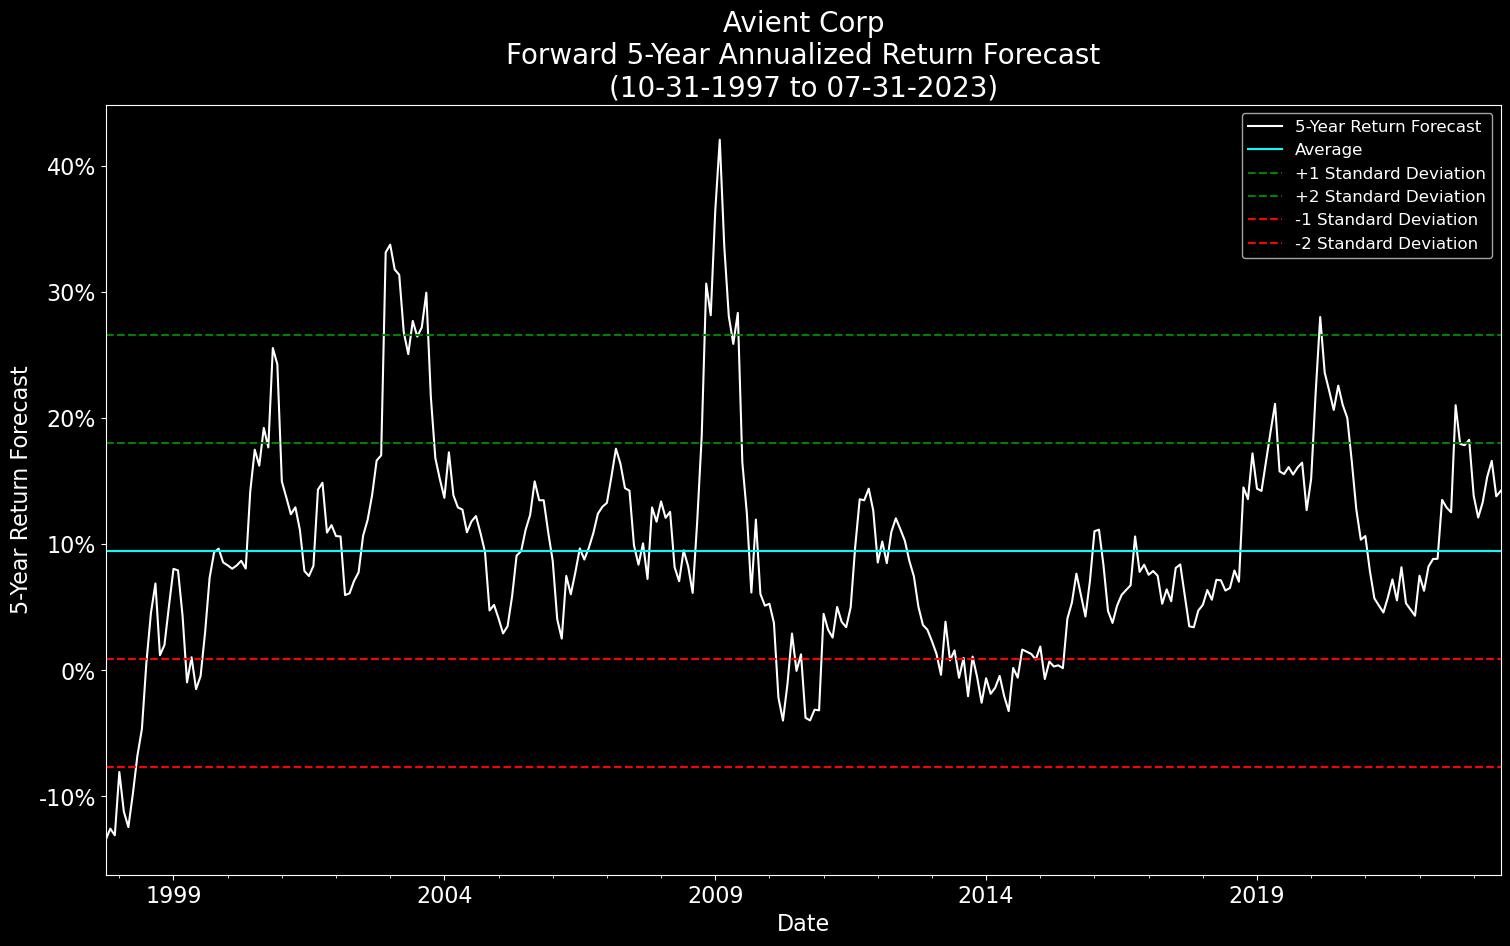 Avient Corp
Forward 5-Year Annualized Return Forecast
(10-31-1997 to 07-31-2023)
5-Year Return Forecast
Average
+1 Standard Deviation
+2 Standard Deviation
-1 Standard Deviation
-2 Standard Deviation
5-Year Return Forecast
40%
30%
20%
10%
0%
-10%
1999
2004
2009
2014
2019
Date